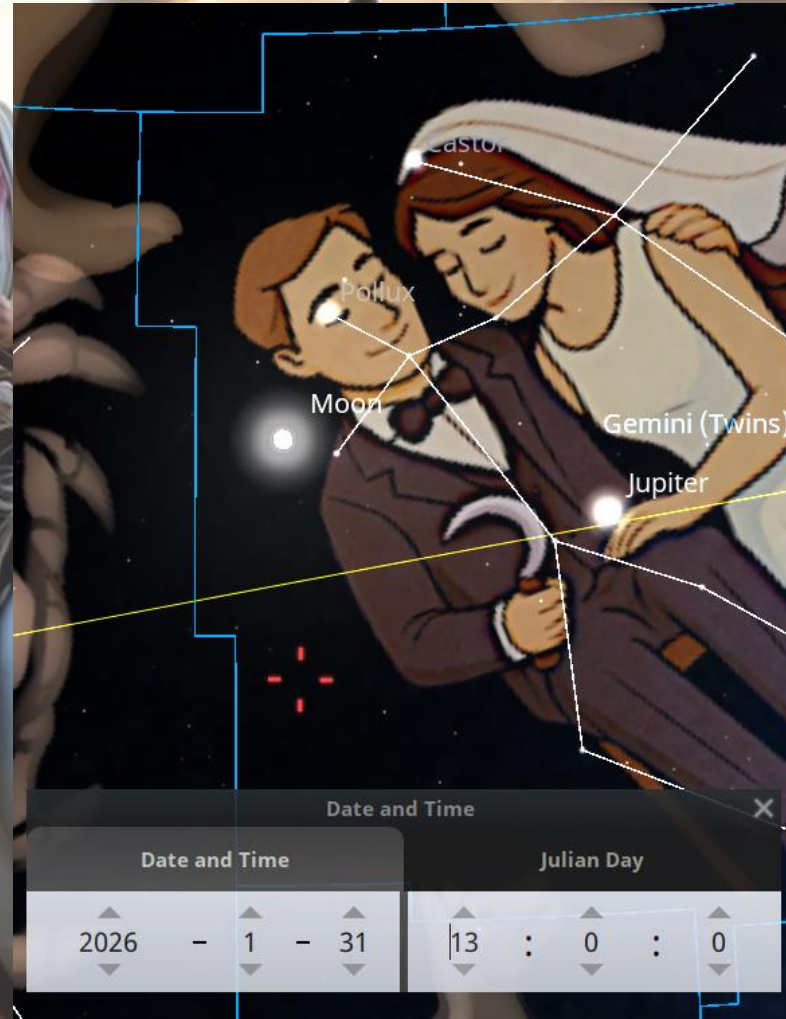 Castor
Pollux
Moon
Gemini (Twins)
Jupiter
Date and Time
Date and Time
Julian Day
2026 - 1 - 31 13 : 0 : 0